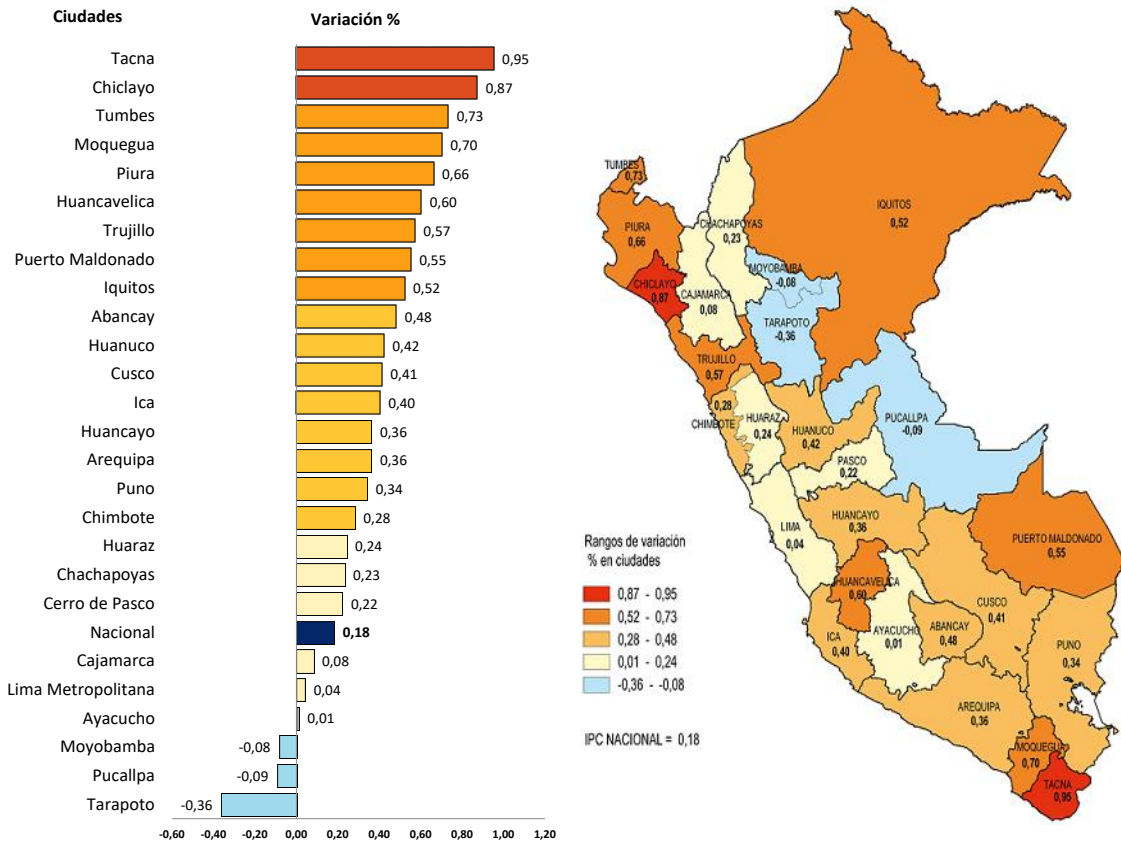 Ciudades
Variación %
Tacna 0,95
Chiclayo 0,87
Tumbes 0,73
Moquegua 0,70
Piura 0,66
Huancavelica 0,60
Trujillo 0,57
Puerto Maldonado 0,55
Iquitos 0,52
Abancay 0,48
Huanuco 0,42
Cusco 0,41
Ica 0,40
Huancayo 0,36
Arequipa 0,36
Puno 0,34
Chimbote 0,28
Huaraz 0,24
Chachapoyas 0,23
Cerro de Pasco 0,22
Nacional 0,18
Cajamarca 0,08
Lima Metropolitana 0,04
Ayacucho 0,01
Moyobamba -0,08
Pucallpa -0,09
Tarapoto -0,36
-0,60 -0,40 -0,20 0,00 0,20 0,40 0,60 0,80 1,00 1,20
TUMBES
0,73
PIURA
0,66
CHICLAYO
0,87
CAJAMARCA
0,08
CHACHAPOYAS
0,23
IQUITOS
0,52
MOYOBAMBA
-0,08
TARAPOTO
-0,36
TRUJILLO
0,57
0,28
CHIMBOTE
HUARAZ
0,24
HUANUCO
0,42
PUCALLPA
-0,09
PASCO
0,22
LIMA
0,04
HUANCAYO
0,36
PUERTO MALDONADO
0,55
HUANCAVELICA
0,60
CUSCO
0,41
ICA
0,40
AYACUCHO
0,01
ABANCAY
0,48
PUNO
0,34
AREQUIPA
0,36
MOQUEGUA
0,70
TACNA
0,95
Rangos de variación
% en ciudades
0,87 - 0,95
0,52 - 0,73
0,28 - 0,48
0,01 - 0,24
-0,36 - -0,08
IPC NACIONAL = 0,18